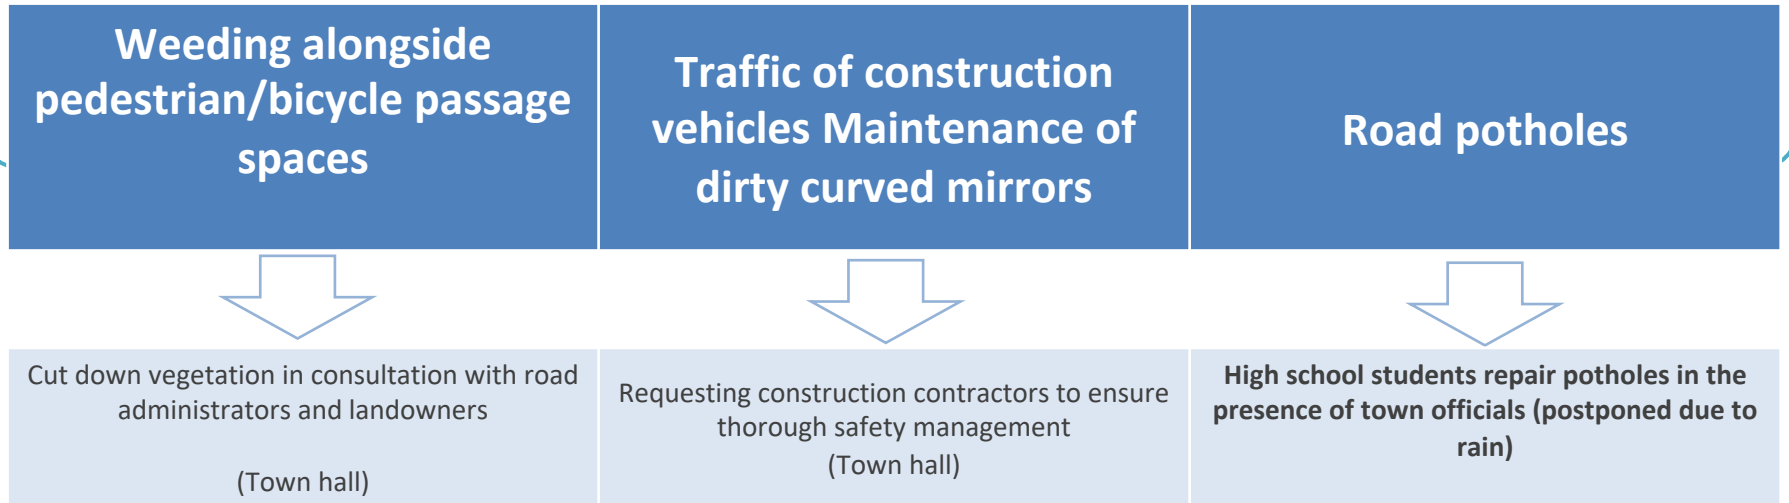 Weeding alongside
pedestrian/bicycle passage
spaces
Traffic of construction
vehicles Maintenance of
dirty curved mirrors
Road potholes
Cut down vegetation in consultation with road
administrators and landowners
(Town hall)
Requesting construction contractors to ensure
thorough safety management
(Town hall)
High school students repair potholes in the
presence of town officials (postponed due to
rain)